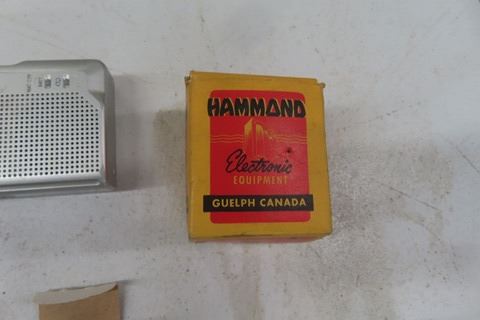 HAMMOND
Electronic
EQUIPMENT
GUELPH CANADA